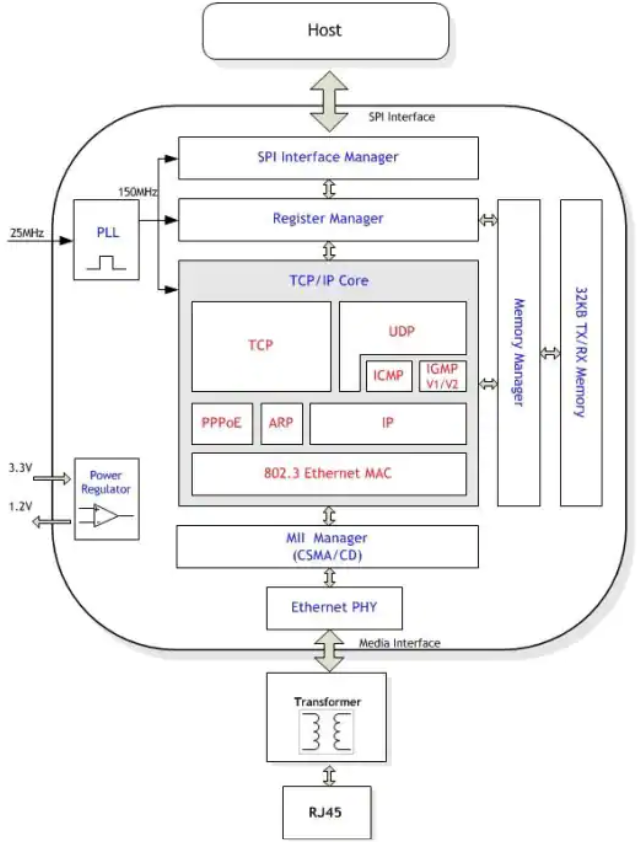 Host
SPI Interface
SPI Interface Manager
150MHz
Register Manager
25MHz
PLL
TCP/IP Core
TCP
UDP
ICMP
IGMP
V1/V2
PPPoE
ARP
IP
802.3 Ethernet MAC
Memory Manager
32KB TX/RX Memory
3.3V
1.2V
Power
Regulator
MII Manager
(CSMA/CD)
Ethernet PHY
Media Interface
Transformer
RJ45